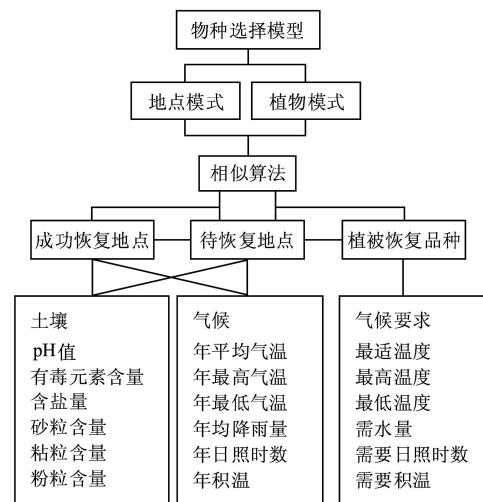 物种选择模型
地点模式
植物模式
相似算法
成功恢复地点
待恢复地点
植被恢复品种
土壤
pH值
有毒元素含量
含盐量
砂粒含量
粘粒含量
粉粒含量
气候
年平均气温
年最高气温
年最低气温
年均降雨量
年日照时数
年积温
气候要求
最适温度
最高温度
最低温度
需水量
需要日照时数
需要积温